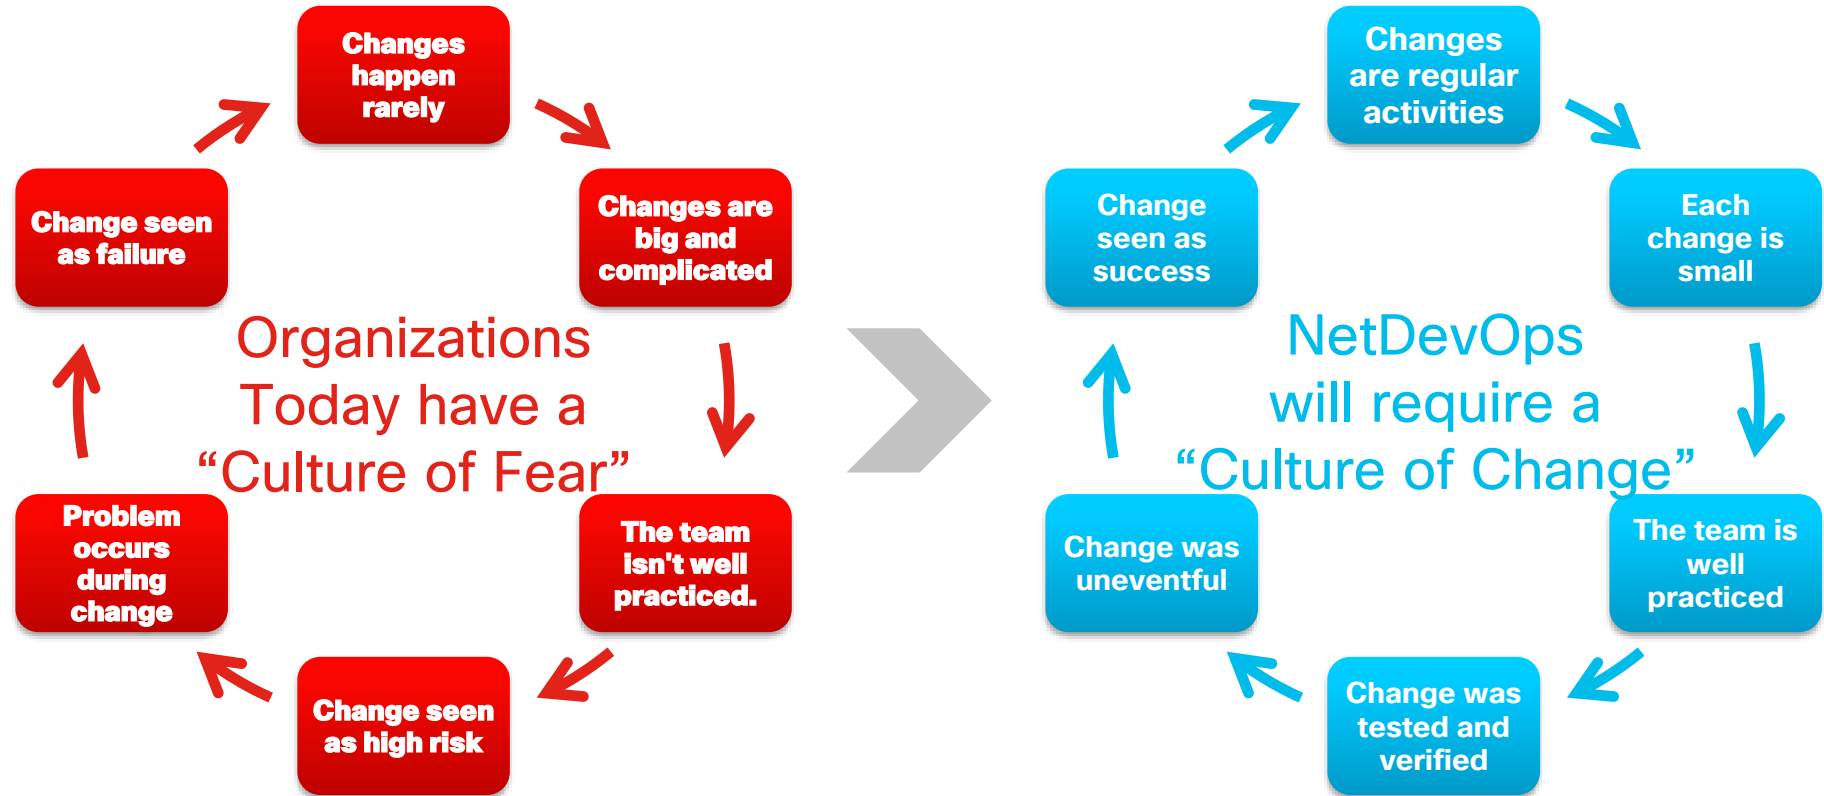 Changes
happen
rarely
Changes are
big and
complicated
The team
isn't well
practiced.
Change seen
as high risk
Problem
occurs
during
change
Change seen
as failure
Organizations
Today have a
“Culture of Fear”
Changes
are regular
activities
Each
change is
small
The team is
well
practiced
Change was
tested and
verified
Change was
uneventful
Change
seen as
success
NetDevOps
will require a
“Culture of Change”